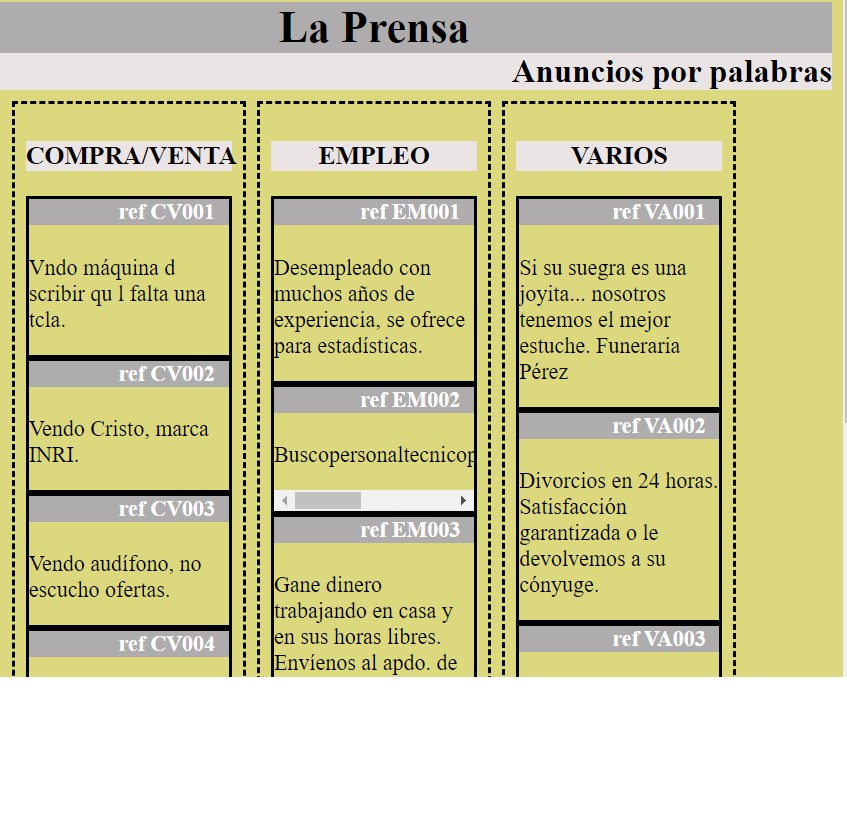 La Prensa
Anuncios por palabras
COMPRA/VENTA
ref CV001
Vndo máquina d
scribir qu l falta una
tcla.
ref CV002
Vendo Cristo, marca
INRI.
ref CV003
Vendo audífono, no
escucho ofertas.
ref CV004
EMPLEO
ref EM001
Desempleado con
muchos años de
experiencia, se ofrece
para estadísticas.
ref EM002
Buscopersonaltecnicop
ref EM003
Gane dinero
trabajando en casa y
en sus horas libres.
Envíenos al apdo. de
VARIOS
ref VA001
Si su suegra es una
joyita... nosotros
tenemos el mejor
estuche. Funeraria
Pérez
ref VA002
Divorcios en 24 horas.
Satisfacción
garantizada o le
devolvemos a su
cónyuge.
ref VA003